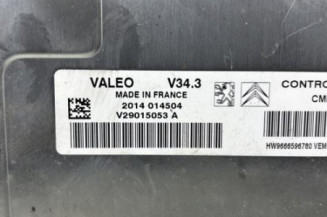 VALEO V34.3
MADE IN FRANCE
2014 014504
V29015053 A
CONTRO
CM
HW9666596780 VEM